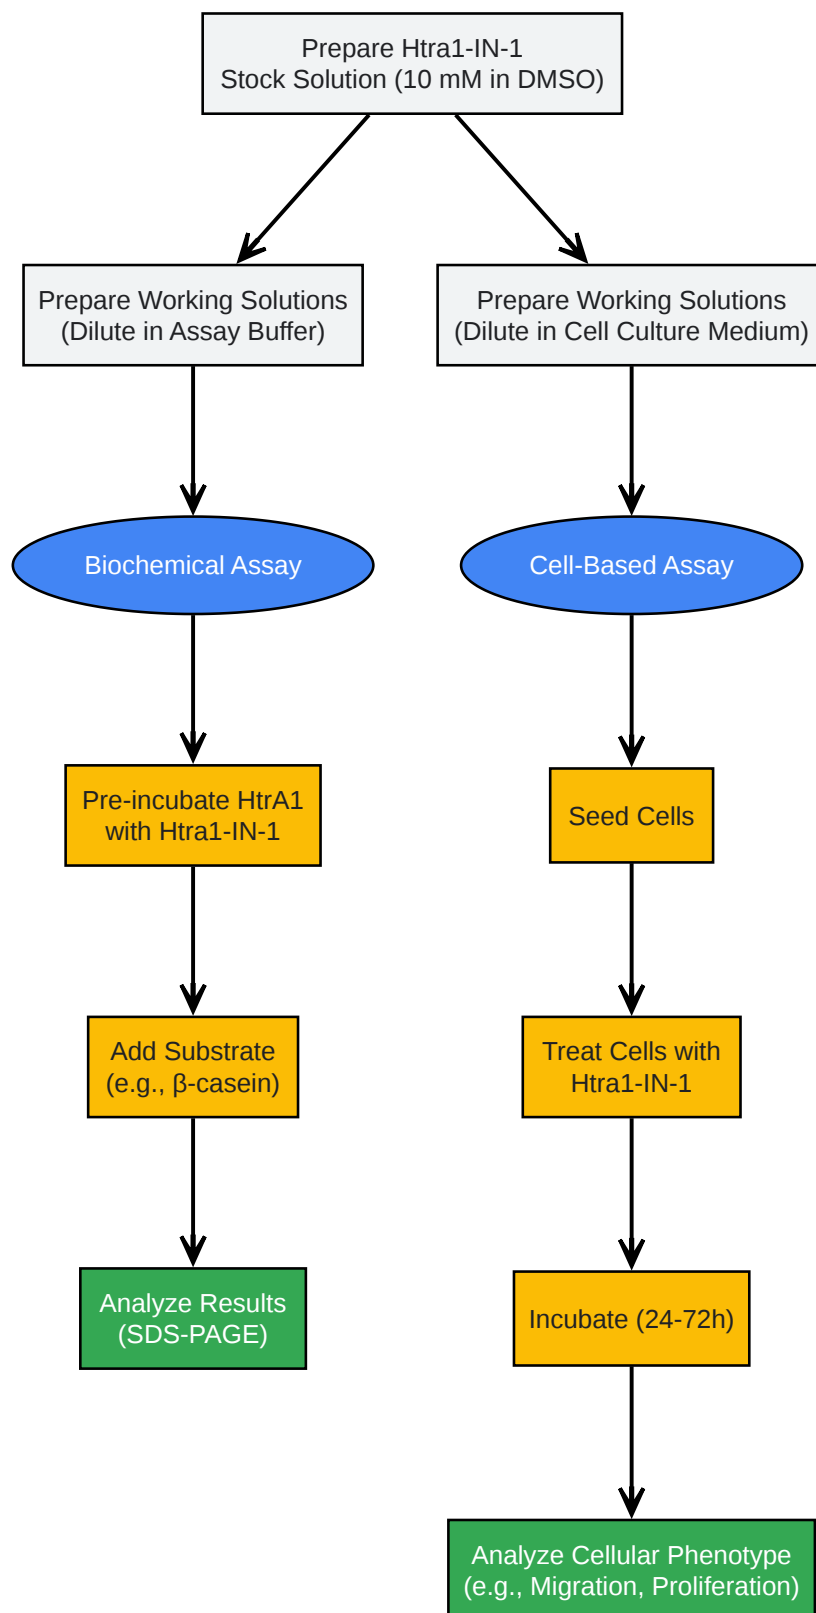 Prepare Htra1-IN-1
Stock Solution (10 mM in DMSO)
Prepare Working Solutions
(Dilute in Assay Buffer)
Prepare Working Solutions
(Dilute in Cell Culture Medium)
Biochemical Assay
Cell-Based Assay
Pre-incubate HtrA1
with Htra1-IN-1
Seed Cells
Add Substrate
(e.g., β-casein)
Treat Cells with
Htra1-IN-1
Analyze Results
(SDS-PAGE)
Incubate (24-72h)
Analyze Cellular Phenotype
(e.g., Migration, Proliferation)